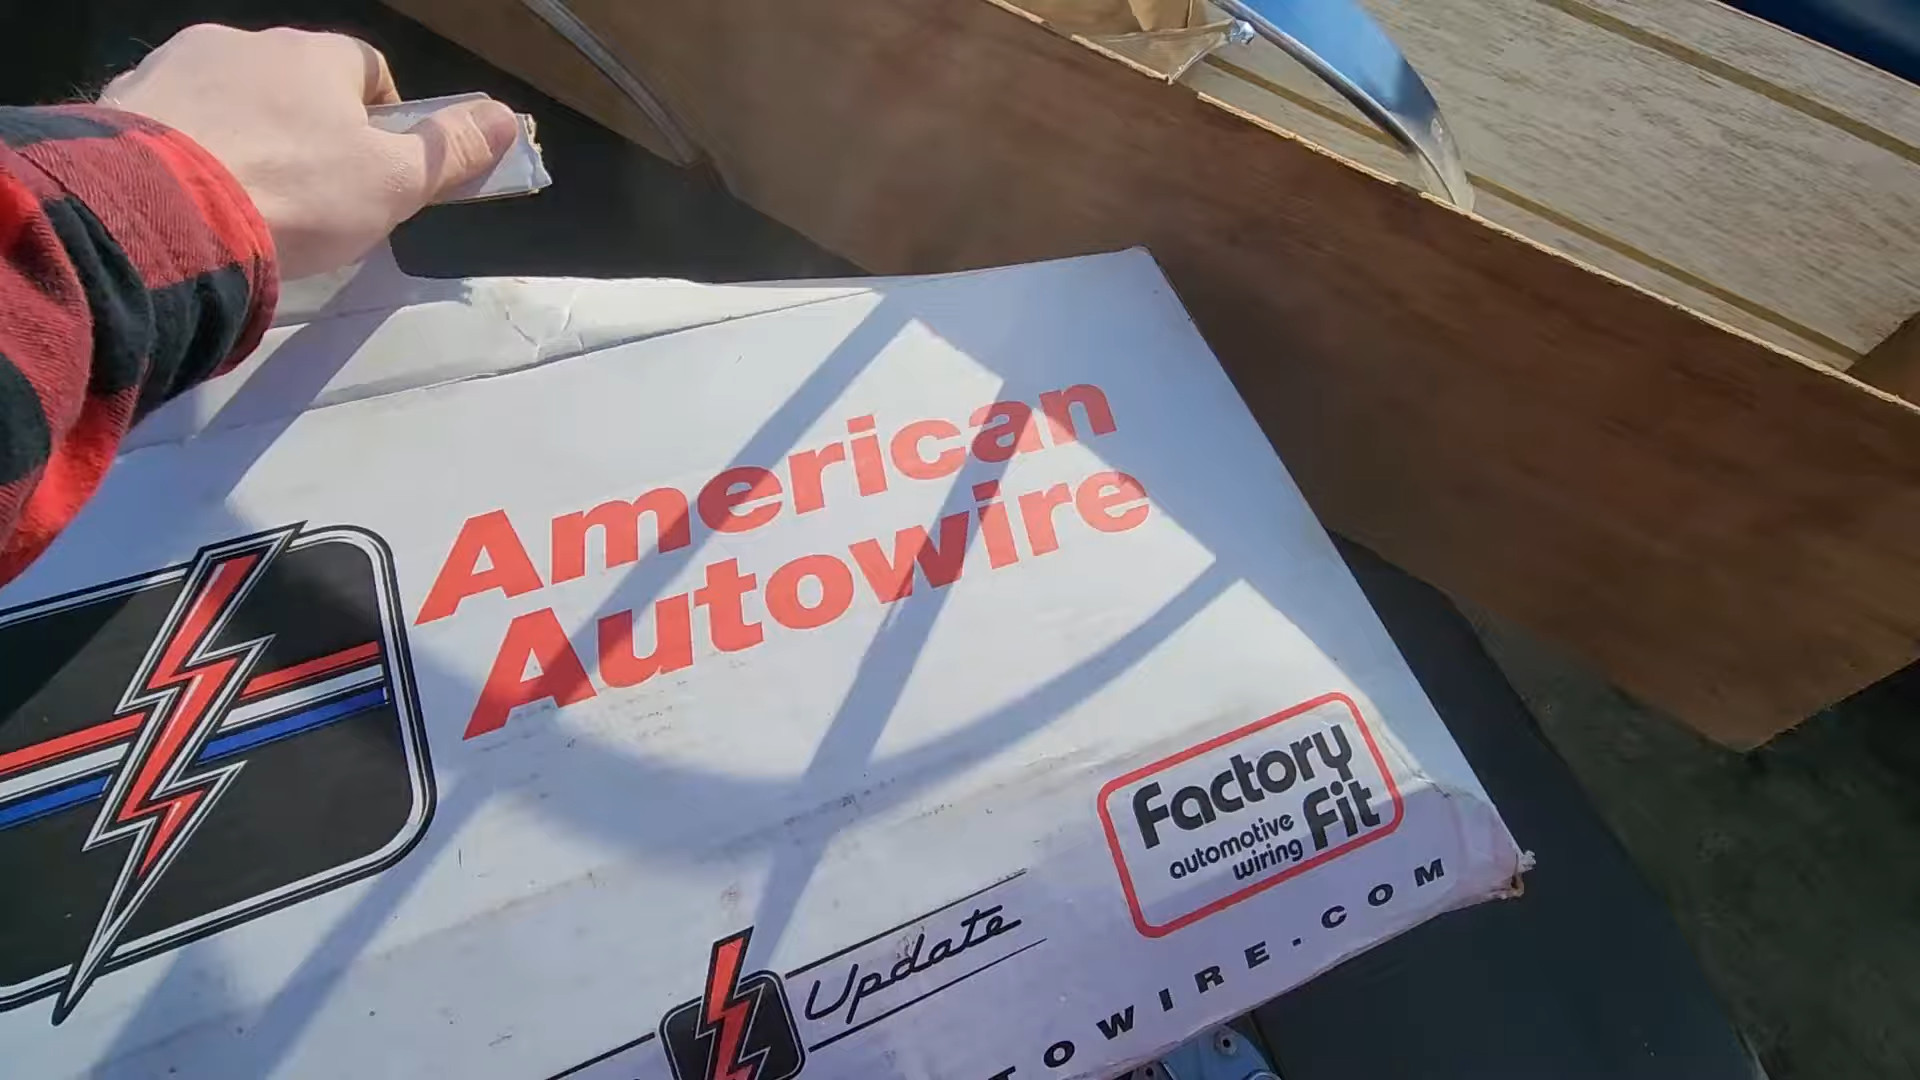 American
Autowire
Factory
automotive
Fit
wiring
Update
TOWIRE.COM